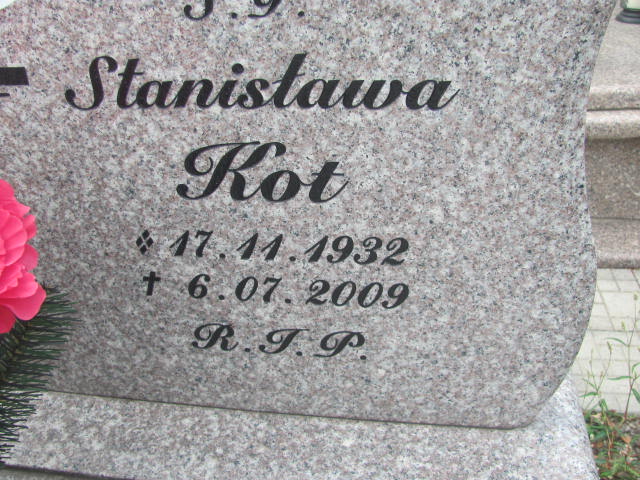 Ś.P.
Stanisława
Kot
17.11.1932
✝ 6.07.2009
R.I.P.